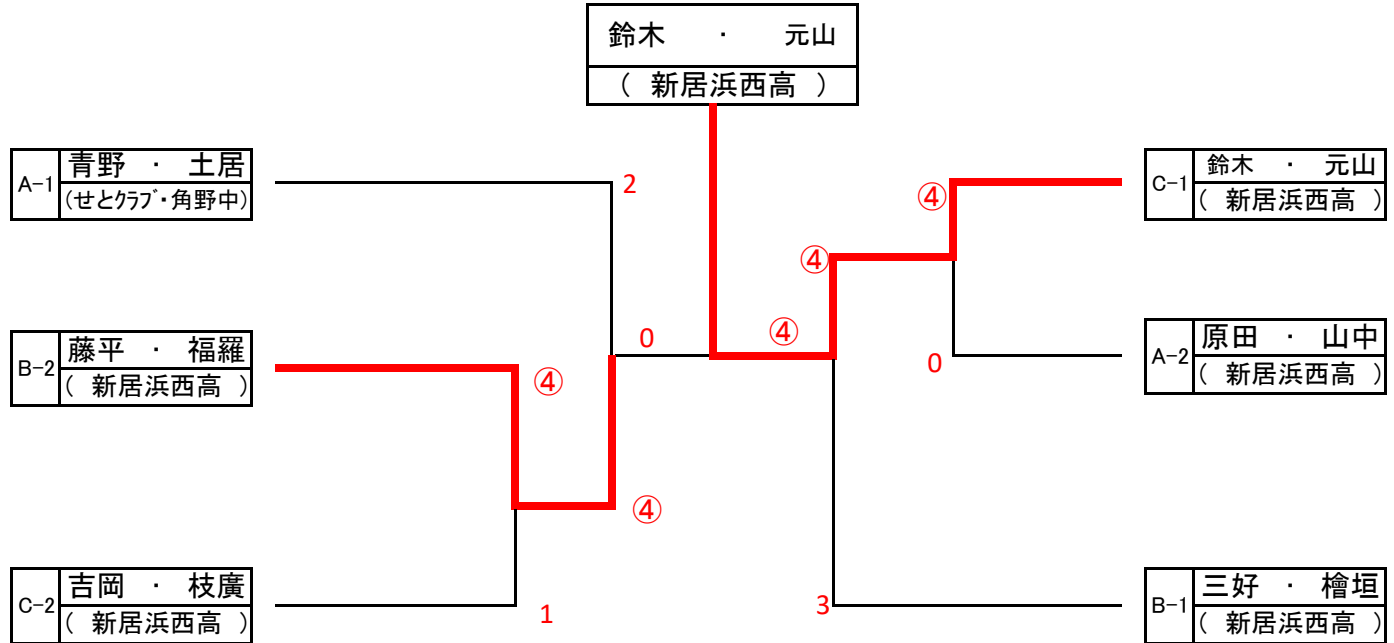 鈴木 ・ 元山
( 新居浜西高 )
A-1
青野 ・ 土居
(せとクラブ・角野中)
2
④
C-1
鈴木 ・ 元山
( 新居浜西高 )
④
B-2
藤平 ・ 福羅
( 新居浜西高 )
④
0
④
0
A-2
原田 ・ 山中
( 新居浜西高 )
④
C-2
吉岡 ・ 枝廣
( 新居浜西高 )
1
3
B-1
三好 ・ 檜垣
( 新居浜西高 )